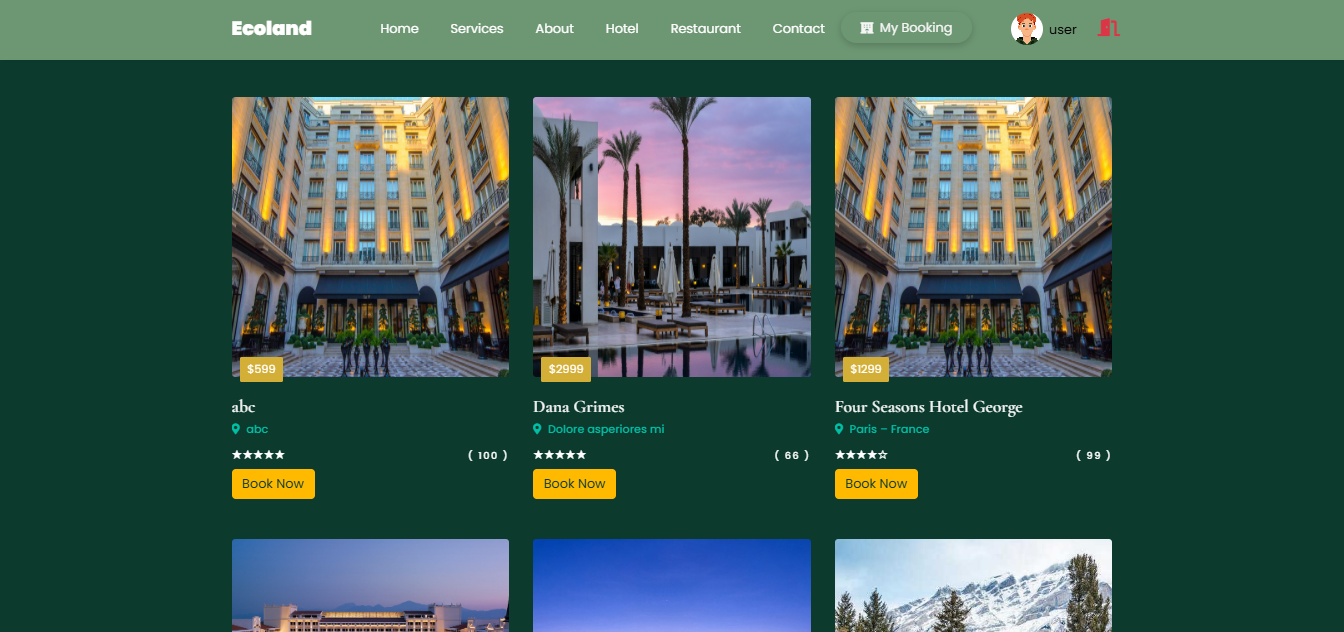 Ecoland
Home
Services
About
Hotel
Restaurant
Contact
My Booking
user
$599
$2999
$1299
abc
Dana Grimes
Four Seasons Hotel George
abc
Dolore asperiores mi
Paris – France
( 100 )
( 66 )
( 99 )
Book Now
Book Now
Book Now